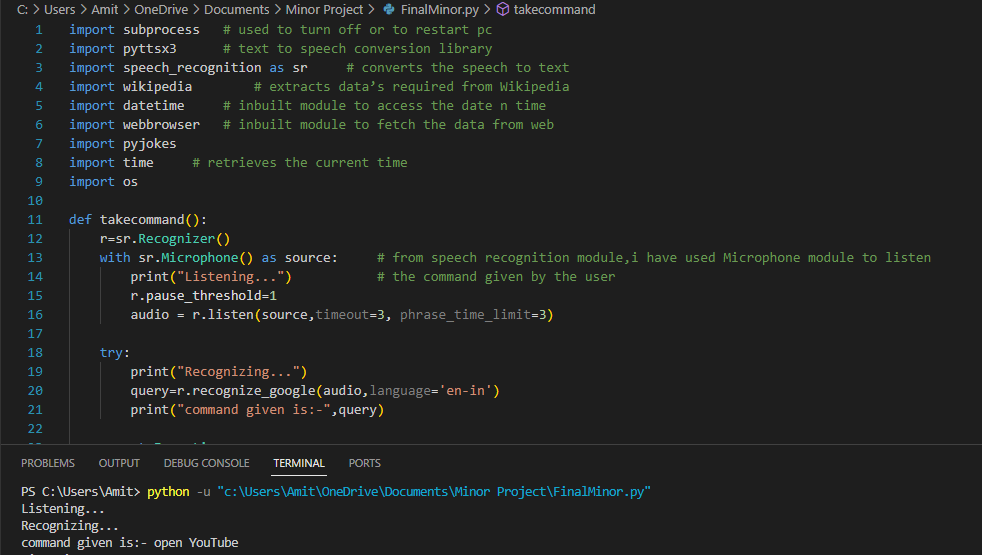 C: > Users > Amit > OneDrive > Documents > Minor Project > FinalMinor.py > takecommand
1 import subprocess # used to turn off or to restart pc
2 import pyttsx3 # text to speech conversion library
3 import speech_recognition as sr # converts the speech to text
4 import wikipedia # extracts data’s required from Wikipedia
5 import datetime # inbuilt module to access the date n time
6 import webbrowser # inbuilt module to fetch the data from web
7 import pyjokes
8 import time # retrieves the current time
9 import os
10
11 def takecommand():
12 r=sr.Recognizer()
13 with sr.Microphone() as source: # from speech recognition module,i have used Microphone module to listen
14 print("Listening...") # the command given by the user
15 r.pause_threshold=1
16 audio = r.listen(source,timeout=3, phrase_time_limit=3)
17
18 try:
19 print("Recognizing...")
20 query=r.recognize_google(audio,language='en-in')
21 print("command given is:-",query)
22
PROBLEMS OUTPUT DEBUG CONSOLE TERMINAL PORTS
PS C:\Users\Amit> python -u "c:\Users\Amit\OneDrive\Documents\Minor Project\FinalMinor.py"
Listening...
Recognizing...
command given is:- open YouTube